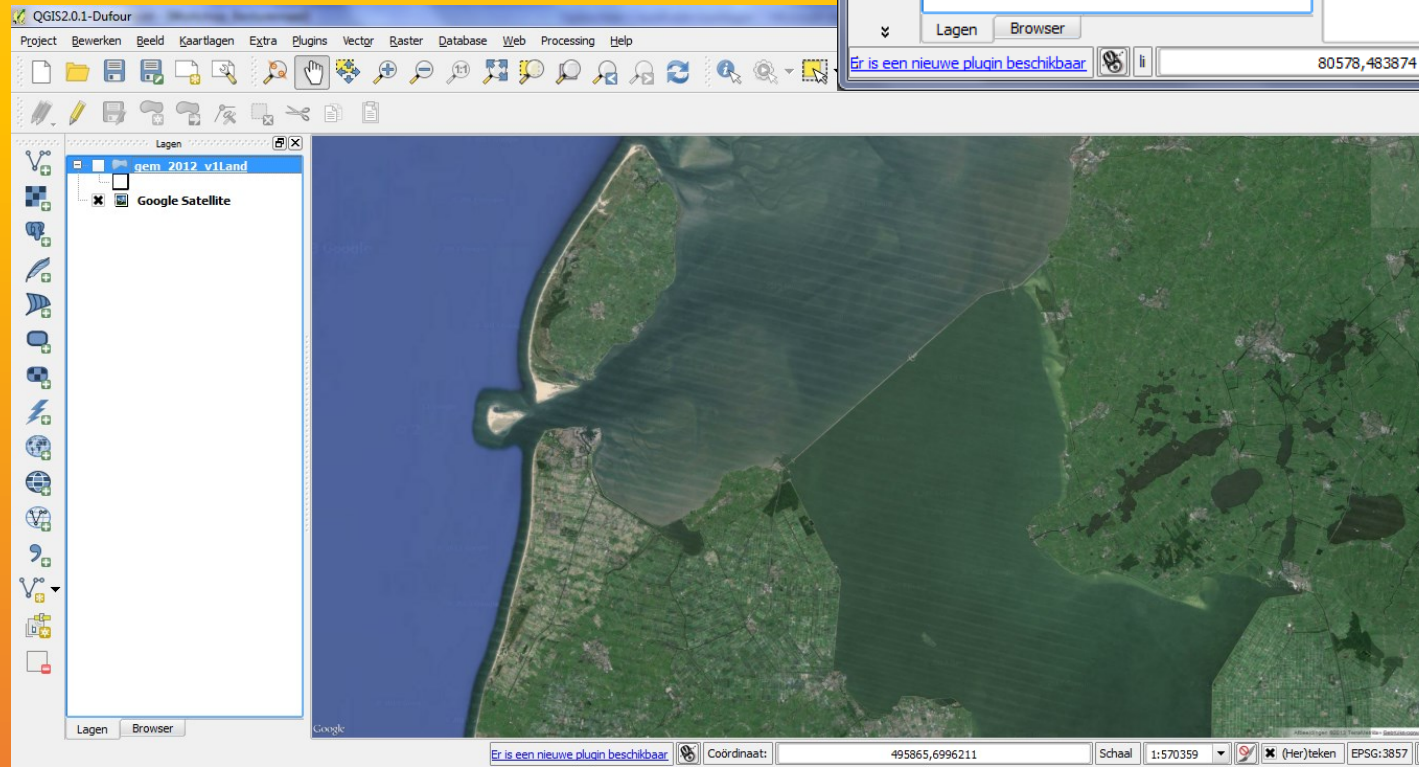 QGIS2.0.1-Dufour
Project Bewerken Beeld Kaartlagen Extra Plugins Vector Raster Database Web Processing Help
Lagen Browser
Er is een nieuwe plugin beschikbaar li 80578,483874
Lagen
gem_2012_v1Land
Google Satellite
Google
Lagen Browser
Google
Er is een nieuwe plugin beschikbaar Coördinaat: 495865,6996211 Schaal 1:570359 (Her)teken EPSG:3857